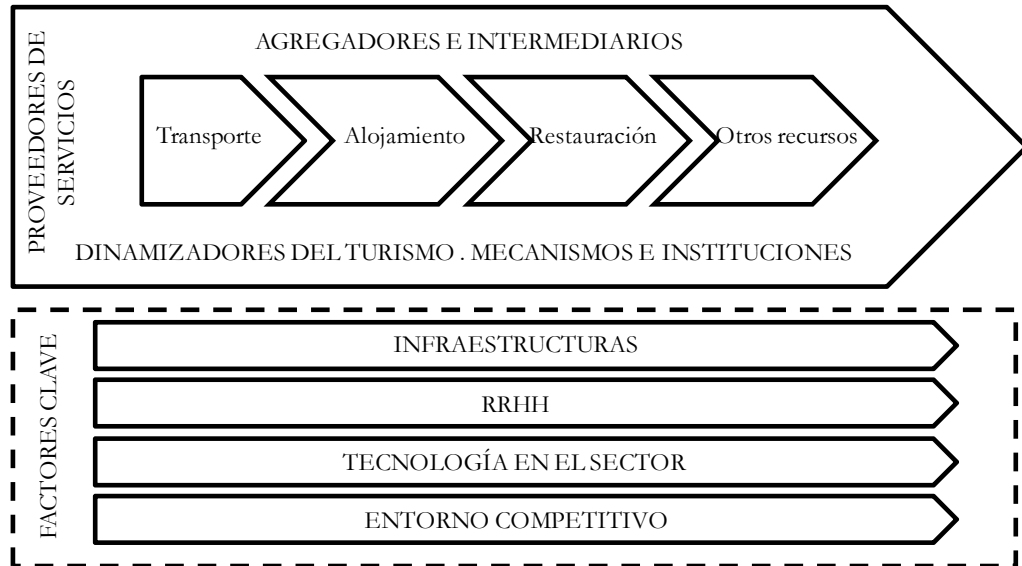 PROVEEDORES DE
SERVICIOS
AGREGADORES E INTERMEDIARIOS
Transporte
Alojamiento
Restauración
Otros recursos
DINAMIZADORES DEL TURISMO . MECANISMOS E INSTITUCIONES
FACTORES CLAVE
INFRAESTRUCTURAS
RRHH
TECNOLOGÍA EN EL SECTOR
ENTORNO COMPETITIVO